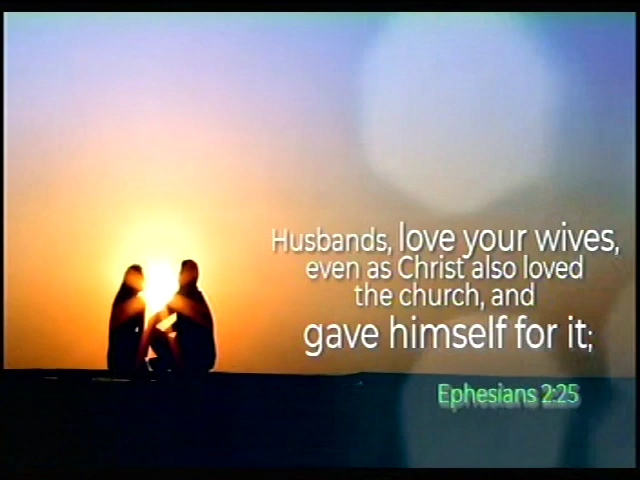 Husbands, love your wives,
even as Christ also loved
the church, and
gave himself for it;
Ephesians 2:25